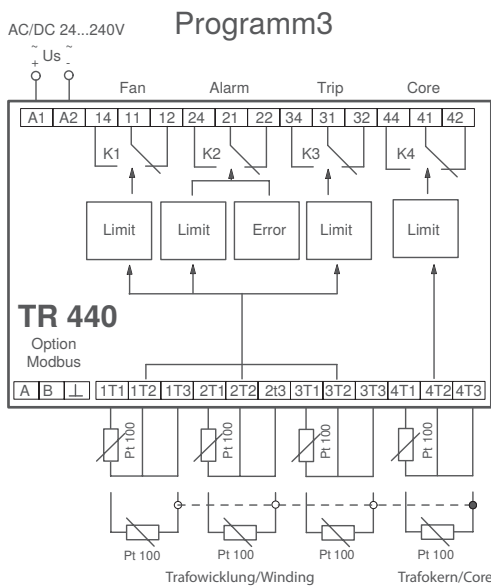 Programm3
AC/DC 24...240V
~ Us ~
+ -
Fan Alarm Trip Core
A1 A2 14 11 12 24 21 22 34 31 32 44 41 42
K1 K2 K3 K4
Limit Limit Error Limit Limit
TR 440
Option
Modbus
A B ⊥ 1T1 1T2 1T3 2T1 2T2 2t3 3T1 3T2 3T3 4T1 4T2 4T3
Pt 100 Pt 100 Pt 100 Pt 100
Pt 100 Pt 100 Pt 100 Pt 100
Trafowicklung/Winding Trafokern/Core